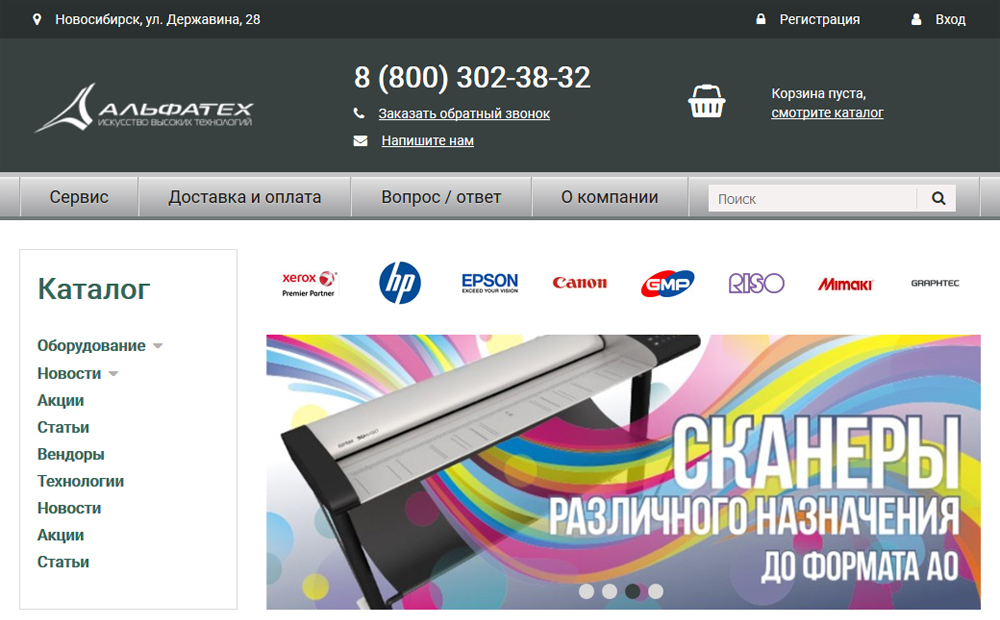 Новосибирск, ул. Державина, 28
Регистрация
Вход
АЛЬФАТЕХ
ИСКУССТВО ВЫСОКИХ ТЕХНОЛОГИЙ
8 (800) 302-38-32
Заказать обратный звонок
Напишите нам
Корзина пуста,
смотрите каталог
Сервис
Доставка и оплата
Вопрос / ответ
О компании
Поиск
Каталог
Оборудование
Новости
Акции
Статьи
Вендоры
Технологии
Новости
Акции
Статьи
xerox
Premier Partner
hp
EPSON
EXCEED YOUR VISION
Canon
GMP
RISO
Mimaki
GRAPHTEC
СКАНЕРЫ
РАЗЛИЧНОГО НАЗНАЧЕНИЯ
ДО ФОРМАТА А0